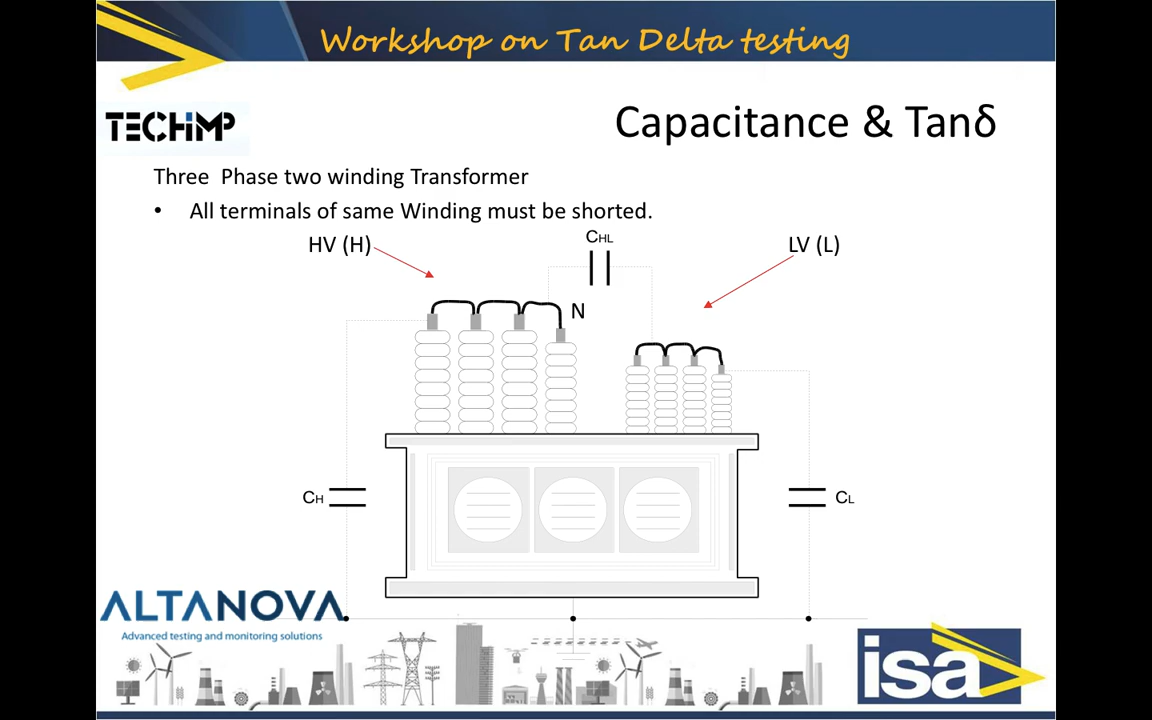 Workshop on Tan Delta testing
TECHIMP
Capacitance & Tanδ
Three Phase two winding Transformer
• All terminals of same Winding must be shorted.
HV (H)
CHL
LV (L)
N
CH
CL
ALTANOVA
Advanced testing and monitoring solutions
isa